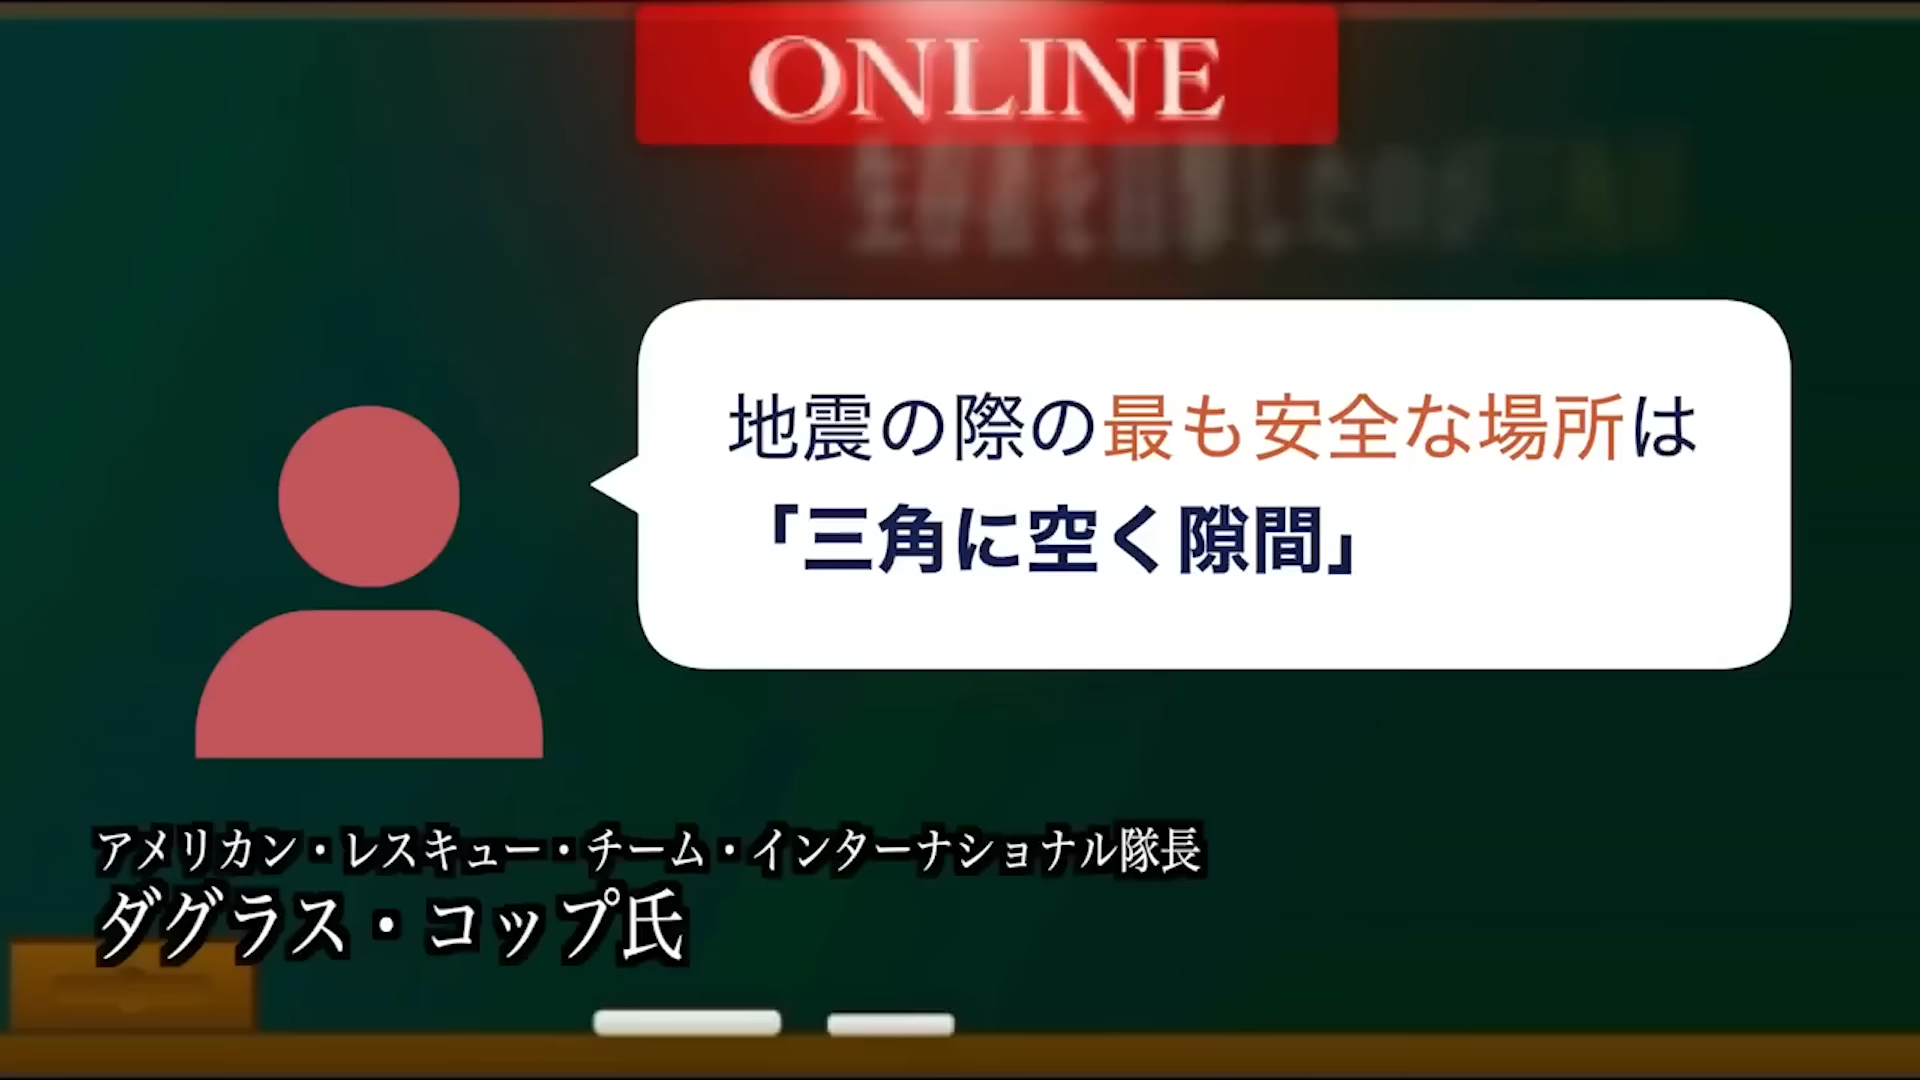 ONLINE
地震の際の最も安全な場所は
「三角に空く隙間」
アメリカン・レスキュー・チーム・インターナショナル隊長
ダグラス・コップ氏